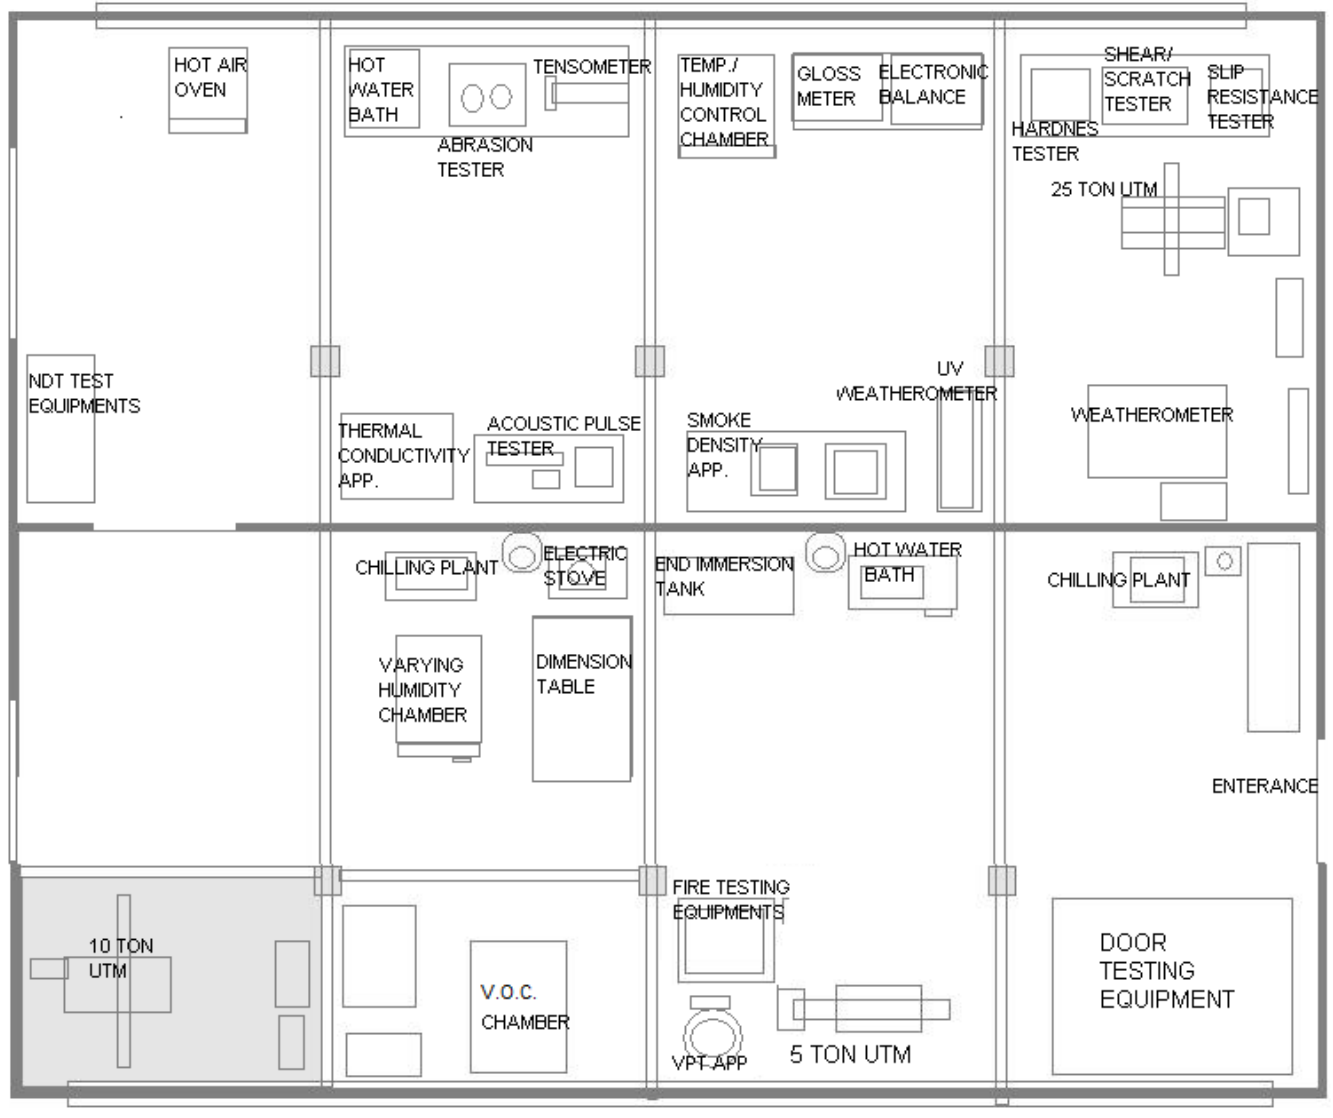 HOT AIR
OVEN
HOT
WATER
BATH
TENSOMETER
ABRASION
TESTER
TEMP./
HUMIDITY
CONTROL
CHAMBER
GLOSS
METER
ELECTRONIC
BALANCE
SHEAR/
SCRATCH
TESTER
SLIP
RESISTANCE
TESTER
HARDNES
TESTER
25 TON UTM
NDT TEST
EQUIPMENTS
THERMAL
CONDUCTIVITY
APP.
ACOUSTIC PULSE
TESTER
SMOKE
DENSITY
APP.
UV
WEATHEROMETER
WEATHEROMETER
CHILLING PLANT
ELECTRIC
STOVE
END IMMERSION
TANK
HOT WATER
BATH
CHILLING PLANT
VARYING
HUMIDITY
CHAMBER
DIMENSION
TABLE
ENTERANCE
10 TON
UTM
V.O.C.
CHAMBER
FIRE TESTING
EQUIPMENTS
VPT APP
5 TON UTM
DOOR
TESTING
EQUIPMENT